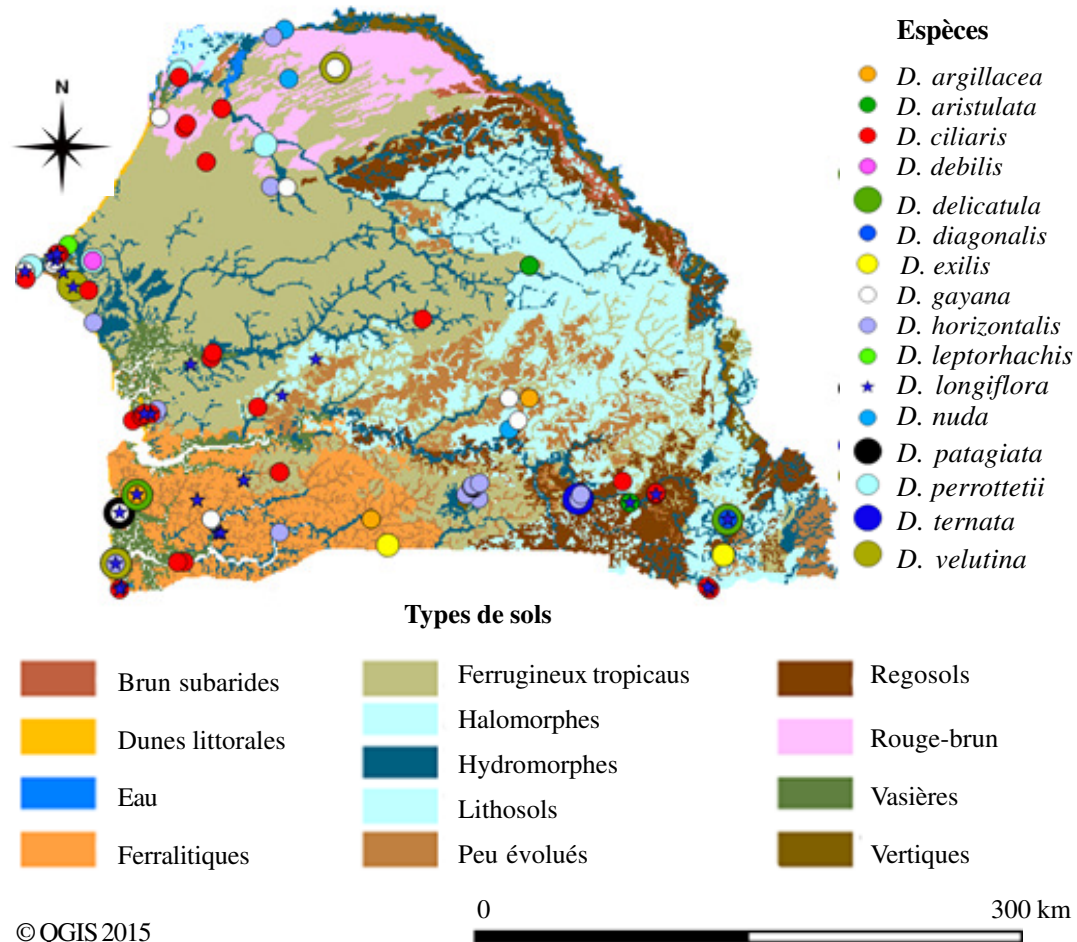 N
Espèces
D. argillacea
D. aristulata
D. ciliaris
D. debilis
D. delicatula
D. diagonalis
D. exilis
D. gayana
D. horizontalis
D. leptorhachis
D. longiflora
D. nuda
D. patagiata
D. perrottetii
D. ternata
D. velutina
Types de sols
Brun subarides
Dunes littorales
Eau
Ferralitiques
Ferrugineux tropicaus
Halomorphes
Hydromorphes
Lithosols
Peu évolués
Regosols
Rouge-brun
Vasières
Vertiques
© QGIS 2015
0 300 km